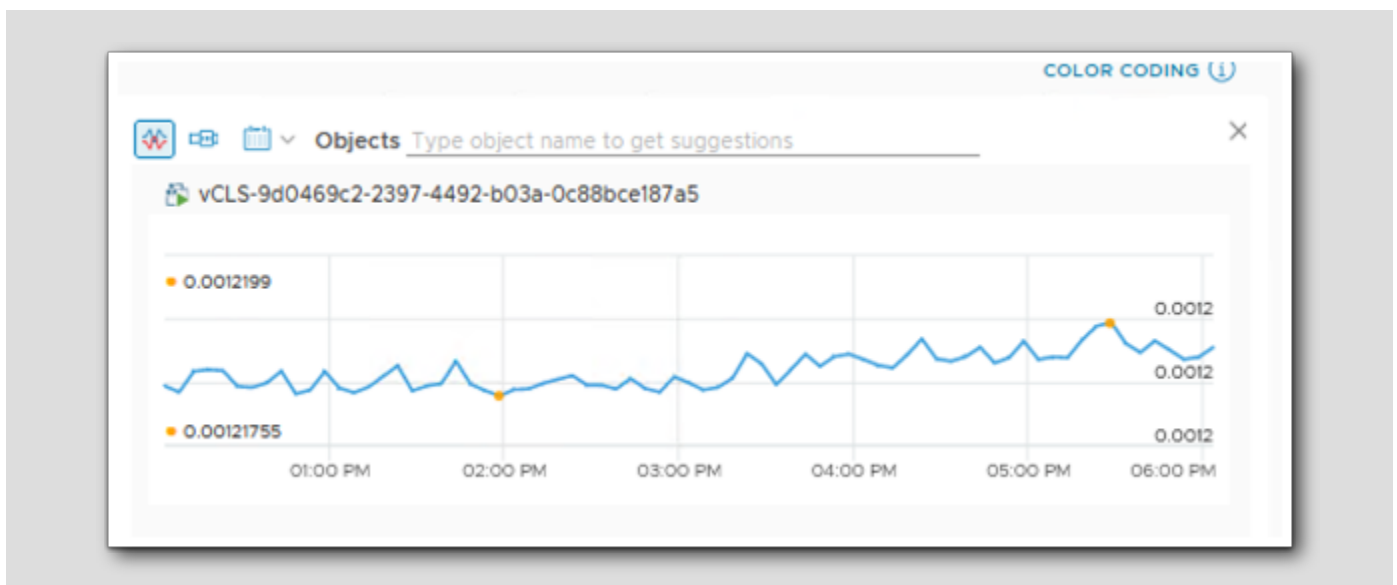 COLOR CODING
Objects Type object name to get suggestions
vCLS-9d0469c2-2397-4492-b03a-0c88bce187a5
0.0012199
0.0012
0.0012
0.00121755
0.0012
01:00 PM 02:00 PM 03:00 PM 04:00 PM 05:00 PM 06:00 PM